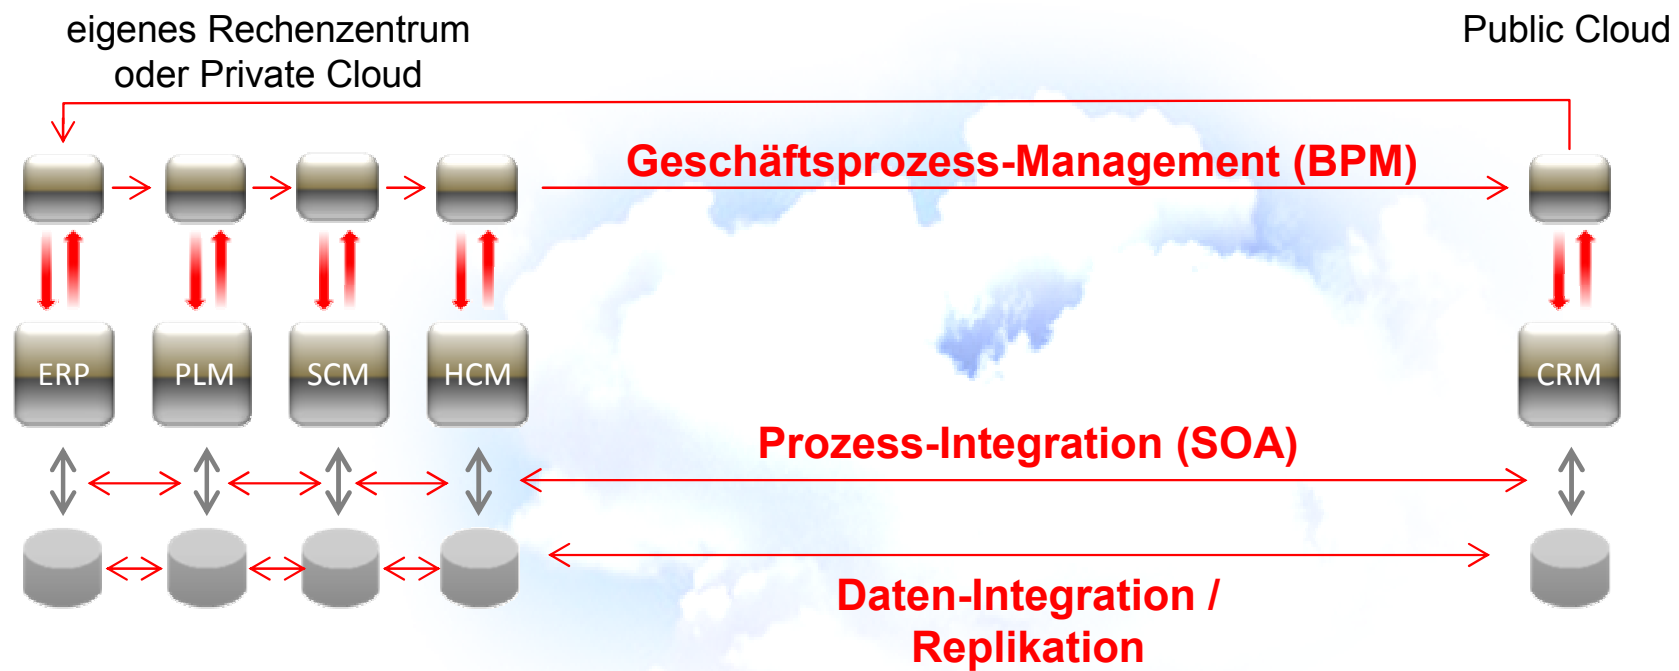 eigenes Rechenzentrum
oder Private Cloud
Public Cloud
Geschäftsprozess-Management (BPM)
ERP
PLM
SCM
HCM
CRM
Prozess-Integration (SOA)
Daten-Integration /
Replikation